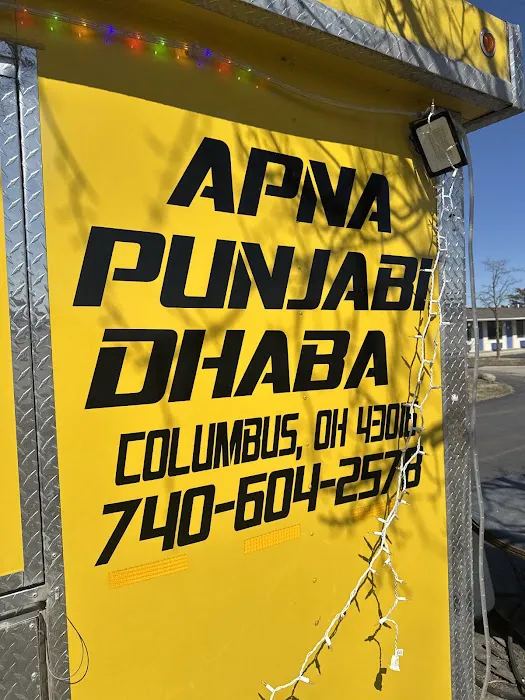 APNA
PUNJABI
DHABA
COLUMBUS, OH
740-604-2578